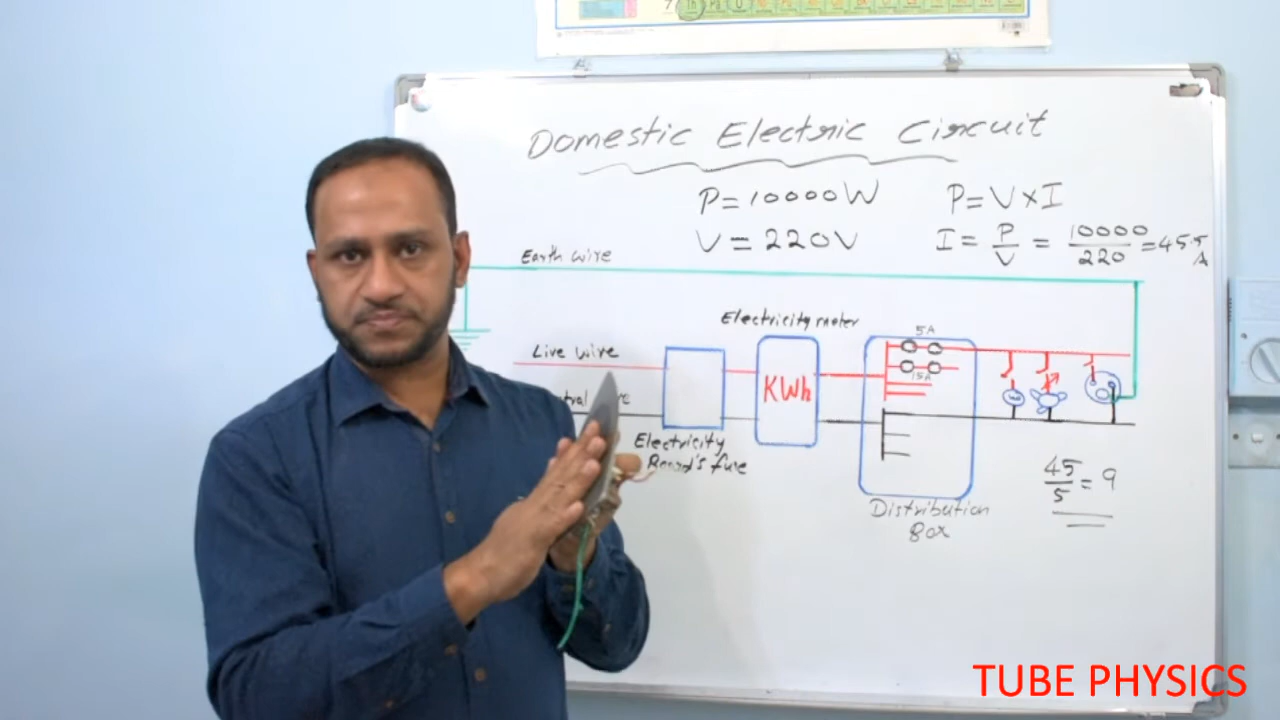 Domestic Electric Circuit
P = 10000W
P = V x I
V = 220V
I = P/V = 10000/220 = 45.5 A
Earth wire
Electricity meter
5A
Live wire
15A
KWh
Electricity
Board's fuse
45/5 = 9
Distribution
Box
TUBE PHYSICS